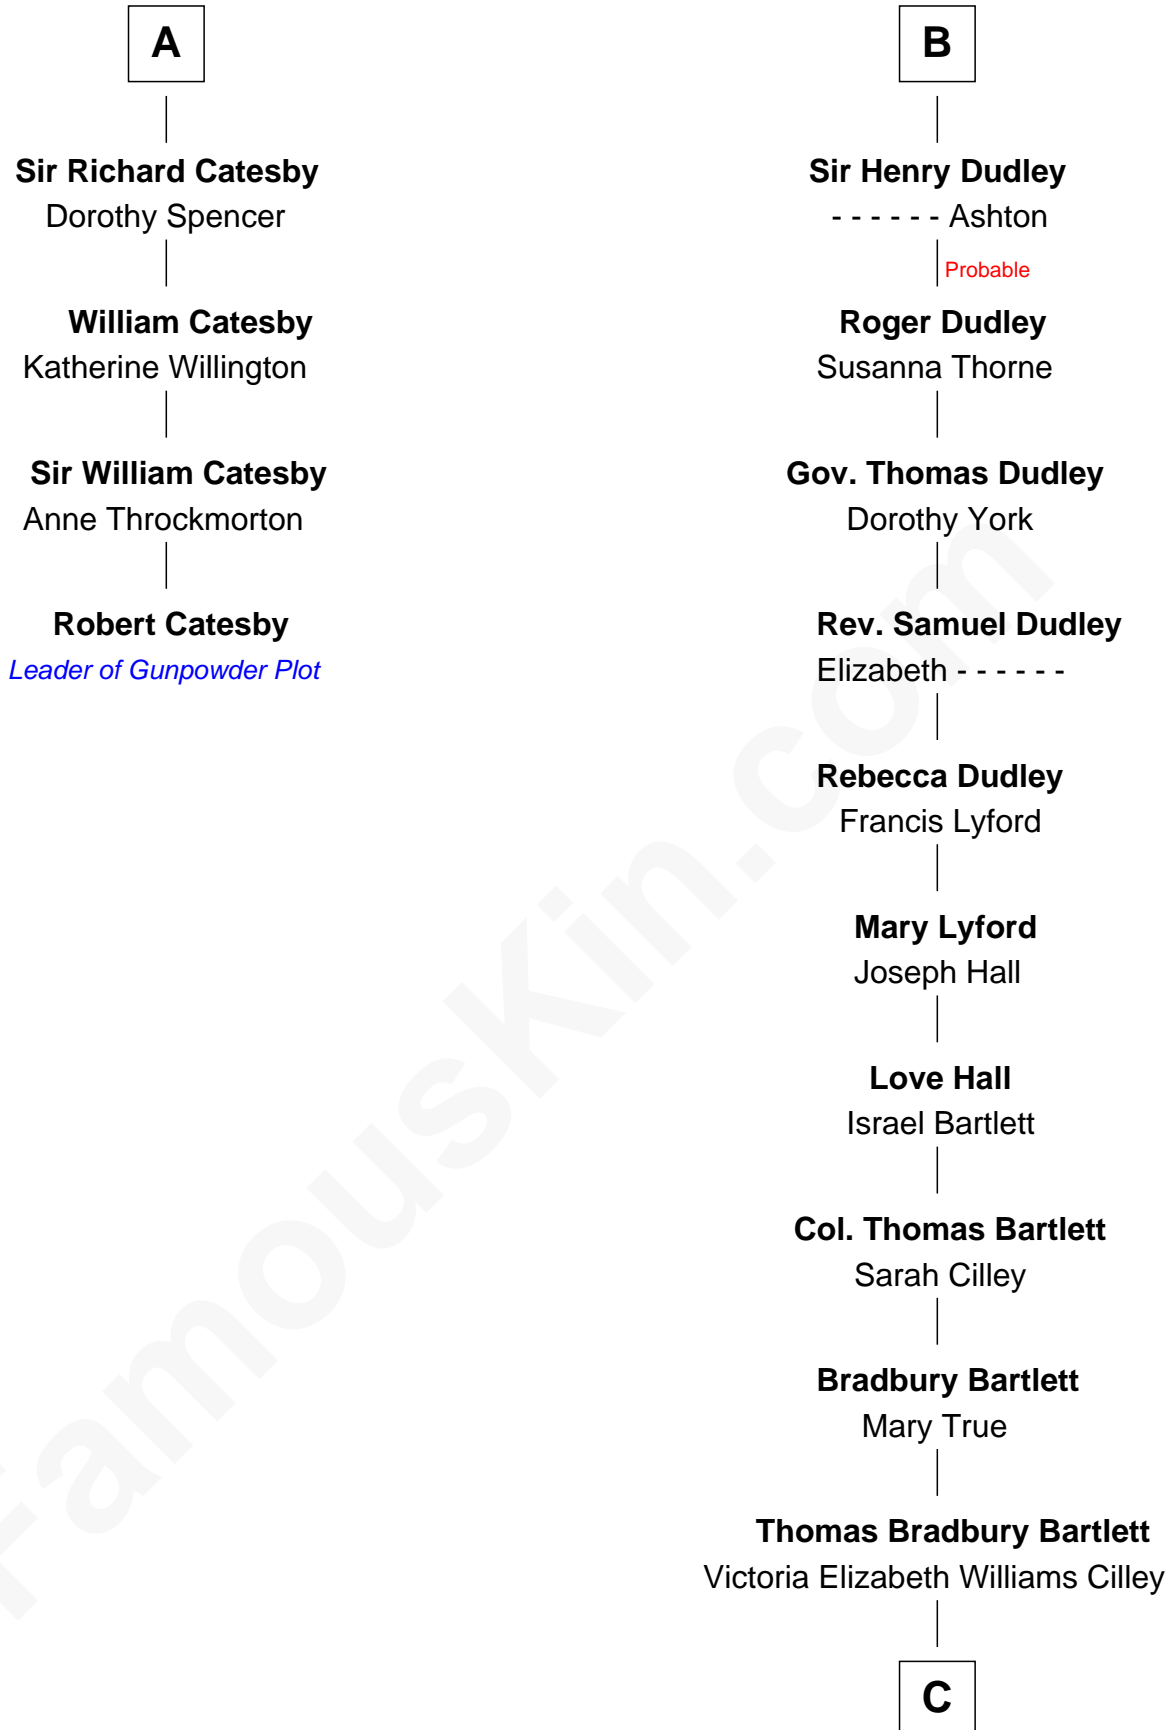 A
Sir Richard Catesby
Dorothy Spencer
William Catesby
Katherine Willington
Sir William Catesby
Anne Throckmorton
Robert Catesby
Leader of Gunpowder Plot
B
Sir Henry Dudley
- - - - - - Ashton
Probable
Roger Dudley
Susanna Thorne
Gov. Thomas Dudley
Dorothy York
Rev. Samuel Dudley
Elizabeth - - - - - -
Rebecca Dudley
Francis Lyford
Mary Lyford
Joseph Hall
Love Hall
Israel Bartlett
Col. Thomas Bartlett
Sarah Cilley
Bradbury Bartlett
Mary True
Thomas Bradbury Bartlett
Victoria Elizabeth Williams Cilley
C
FamousKin.com